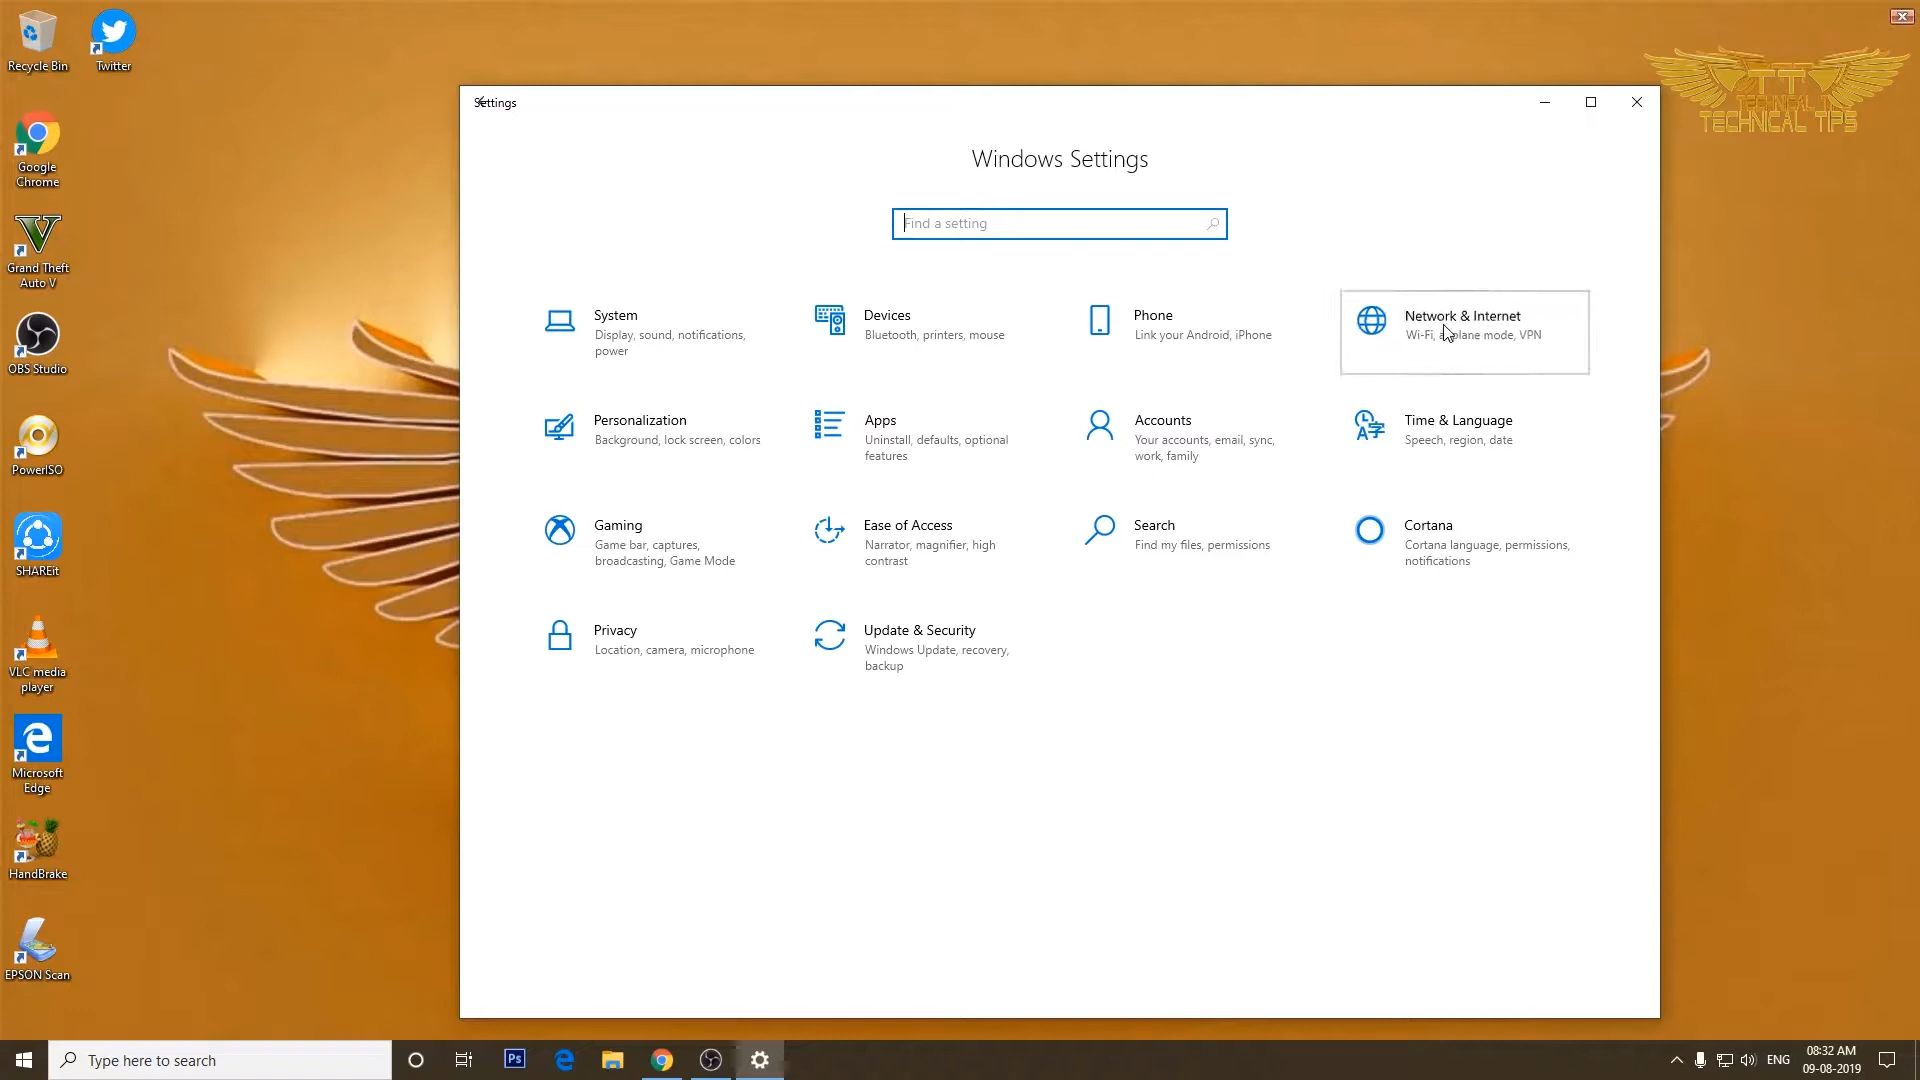 Recycle Bin
Twitter
Google
Chrome
Grand Theft
Auto V
OBS Studio
PowerISO
SHAREit
VLC media
player
Microsoft
Edge
HandBrake
EPSON Scan
TECHNICAL TIPS
Settings
Windows Settings
Find a setting
System
Display, sound, notifications,
power
Devices
Bluetooth, printers, mouse
Phone
Link your Android, iPhone
Network & Internet
Wi-Fi, airplane mode, VPN
Personalization
Background, lock screen, colors
Apps
Uninstall, defaults, optional
features
Accounts
Your accounts, email, sync,
work, family
Time & Language
Speech, region, date
Gaming
Game bar, captures,
broadcasting, Game Mode
Ease of Access
Narrator, magnifier, high
contrast
Search
Find my files, permissions
Cortana
Cortana language, permissions,
notifications
Privacy
Location, camera, microphone
Update & Security
Windows Update, recovery,
backup
Type here to search
Ps
ENG
08:32 AM
09-08-2019